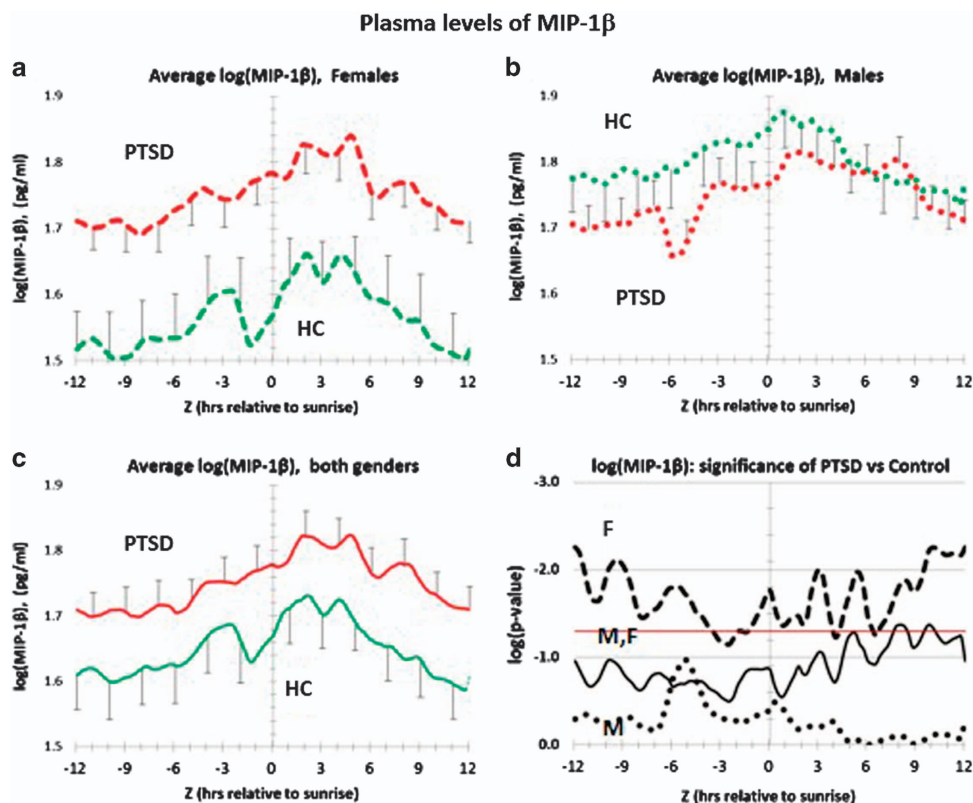 Plasma levels of MIP-1β
a
Average log(MIP-1β), Females
log(MIP-1β), (pg/ml)
1.9
1.8
1.7
1.6
1.5
PTSD
HC
-12 -9 -6 -3 0 3 6 9 12
Z (hrs relative to sunrise)
b
Average log(MIP-1β), Males
log(MIP-1β), (pg/ml)
1.9
1.8
1.7
1.6
1.5
HC
PTSD
-12 -9 -6 -3 0 3 6 9 12
Z (hrs relative to sunrise)
c
Average log(MIP-1β), both genders
log(MIP-1β), (pg/ml)
1.9
1.8
1.7
1.6
1.5
PTSD
HC
-12 -9 -6 -3 0 3 6 9 12
Z (hrs relative to sunrise)
d
log(MIP-1β): significance of PTSD vs Control
log(p-value)
-3.0
-2.0
-1.0
0.0
F
M,F
M
-12 -9 -6 -3 0 3 6 9 12
Z (hrs relative to sunrise)